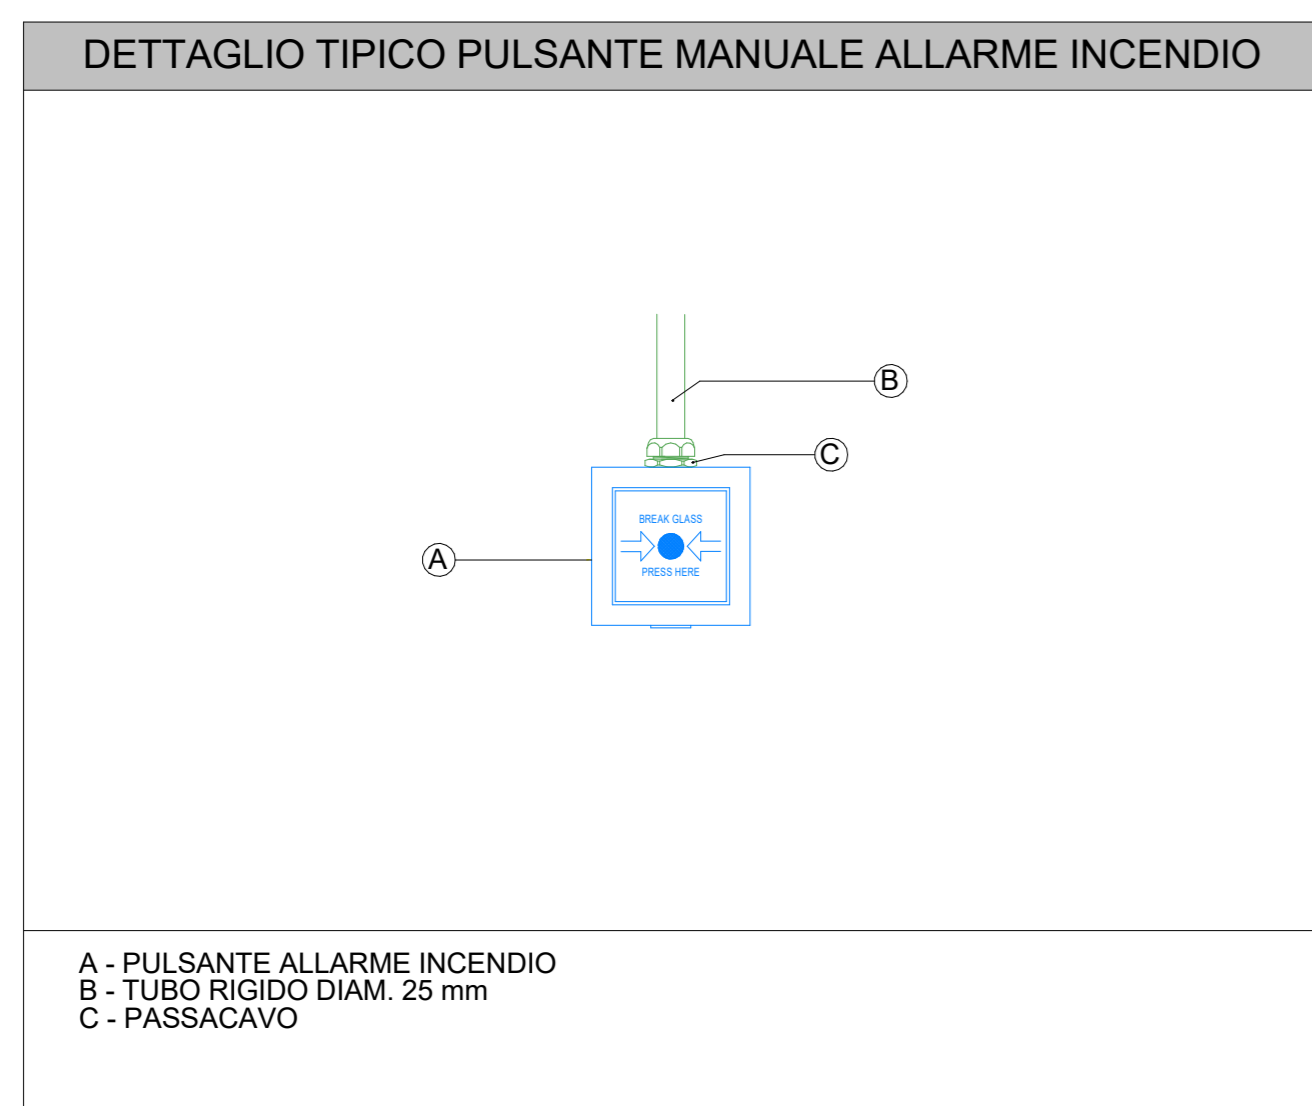 DETTAGLIO TIPICO PULSANTE MANUALE ALLARME INCENDIO
B
C
BREAK GLASS
A
PRESS HERE
A - PULSANTE ALLARME INCENDIO
B - TUBO RIGIDO DIAM. 25 mm
C - PASSACAVO